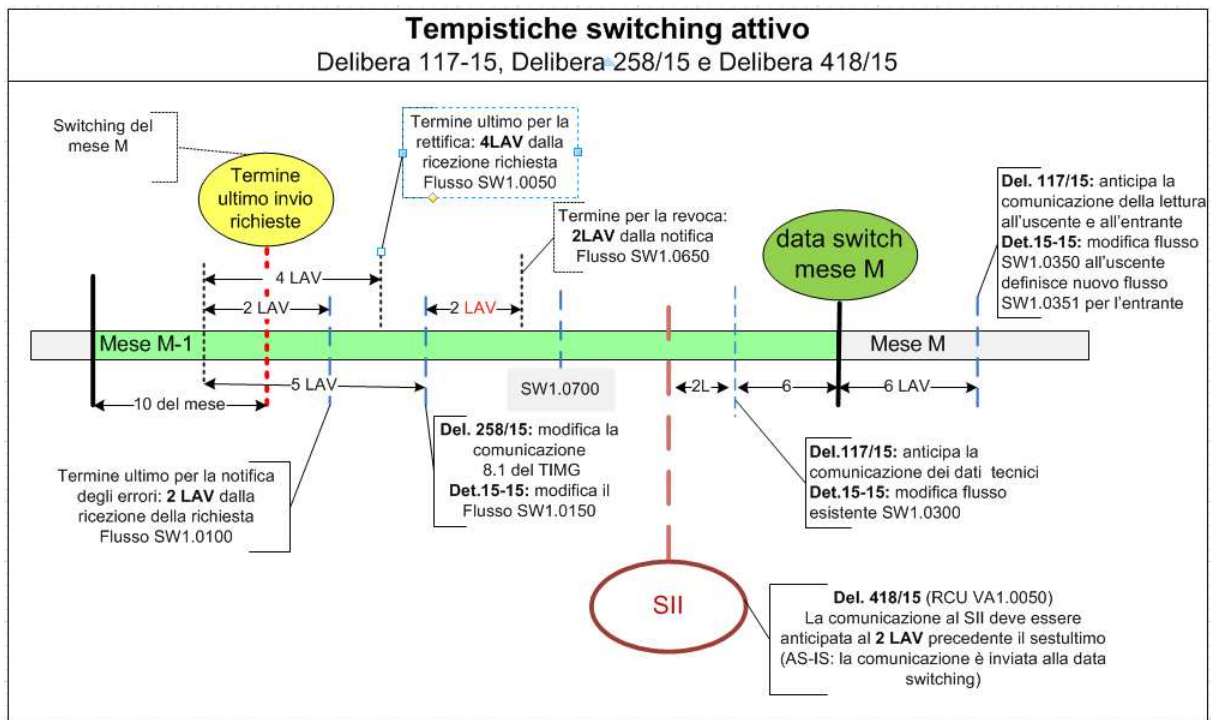 Tempistiche switching attivo
Delibera 117-15, Delibera 258/15 e Delibera 418/15
Switching del
mese M
Termine
ultimo invio
richieste
Termine ultimo per la
rettifica: 4LAV dalla
ricezione richiesta
Flusso SW1.0050
Termine per la revoca:
2LAV dalla notifica
Flusso SW1.0650
data switch
mese M
Del. 117/15: anticipa la
comunicazione della lettura
all'uscente e all'entrante
Det.15-15: modifica flusso
SW1.0350 all'uscente
definisce nuovo flusso
SW1.0351 per l'entrante
4 LAV
2 LAV
2 LAV
Mese M-1
Mese M
5 LAV
SW1.0700
2L
6
6 LAV
10 del mese
Termine ultimo per la notifica
degli errori: 2 LAV dalla
ricezione della richiesta
Flusso SW1.0100
Del. 258/15: modifica la
comunicazione
8.1 del TIMG
Det.15-15: modifica il
Flusso SW1.0150
Del.117/15: anticipa la
comunicazione dei dati tecnici
Det.15-15: modifica flusso
esistente SW1.0300
SII
Del. 418/15 (RCU VA1.0050)
La comunicazione al SII deve essere
anticipata al 2 LAV precedente il sestultimo
(AS-IS: la comunicazione è inviata alla data
switching)